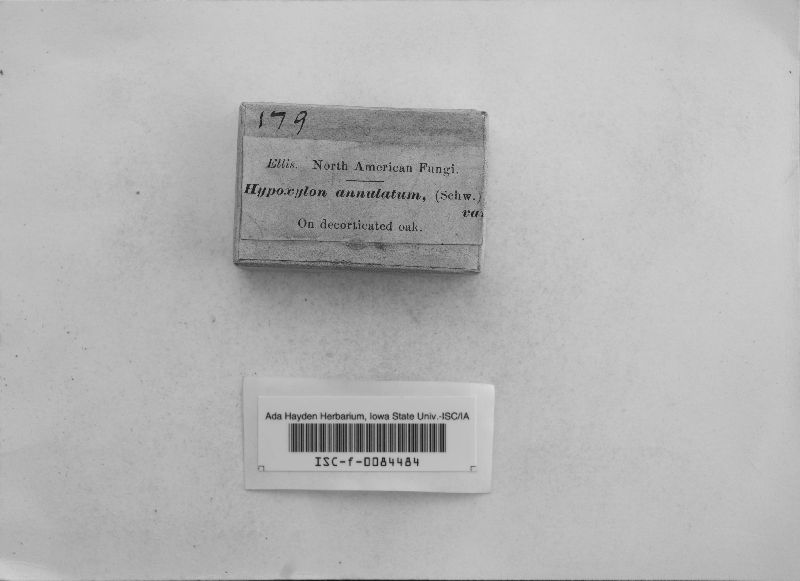 179
Ellis. North American Fungi.
Hypoxylon annulatum, (Schw.)
var
On decorticated oak.
Ada Hayden Herbarium, Iowa State Univ.-ISC/IA
ISC-f-0084484